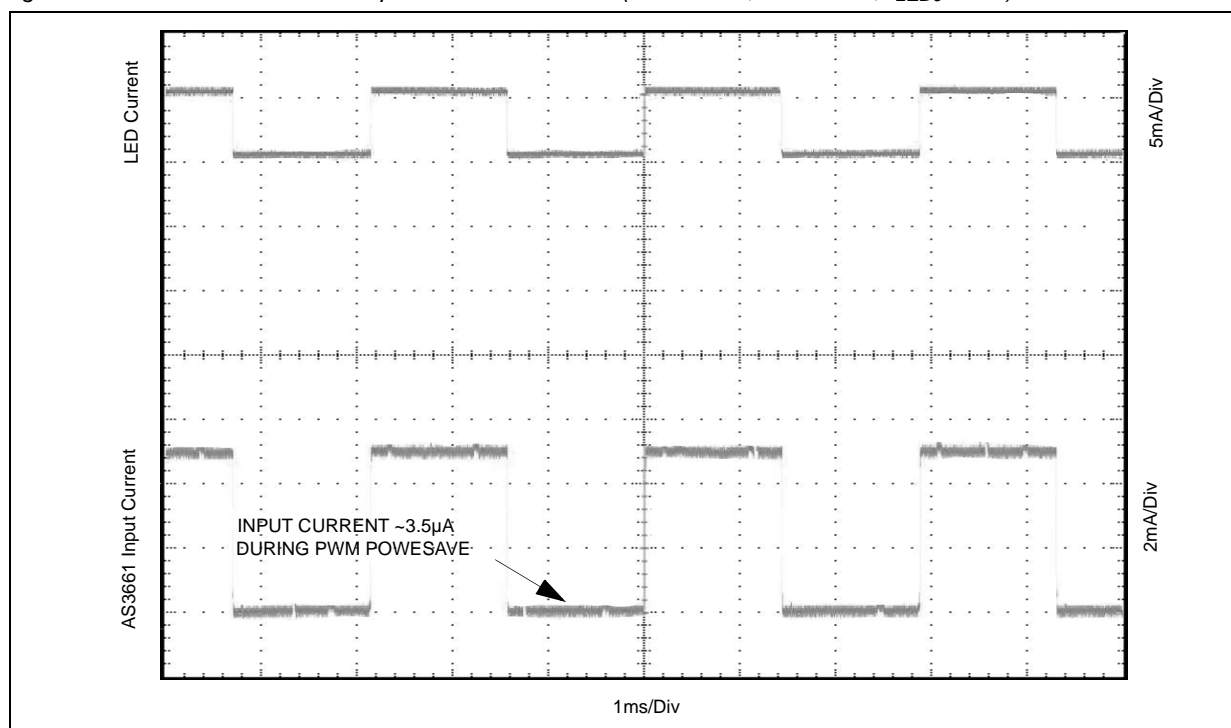 LED Current
5mA/Div
INPUT CURRENT ~3.5µA
DURING PWM POWESAVE
AS3661 Input Current
2mA/Div
1ms/Div